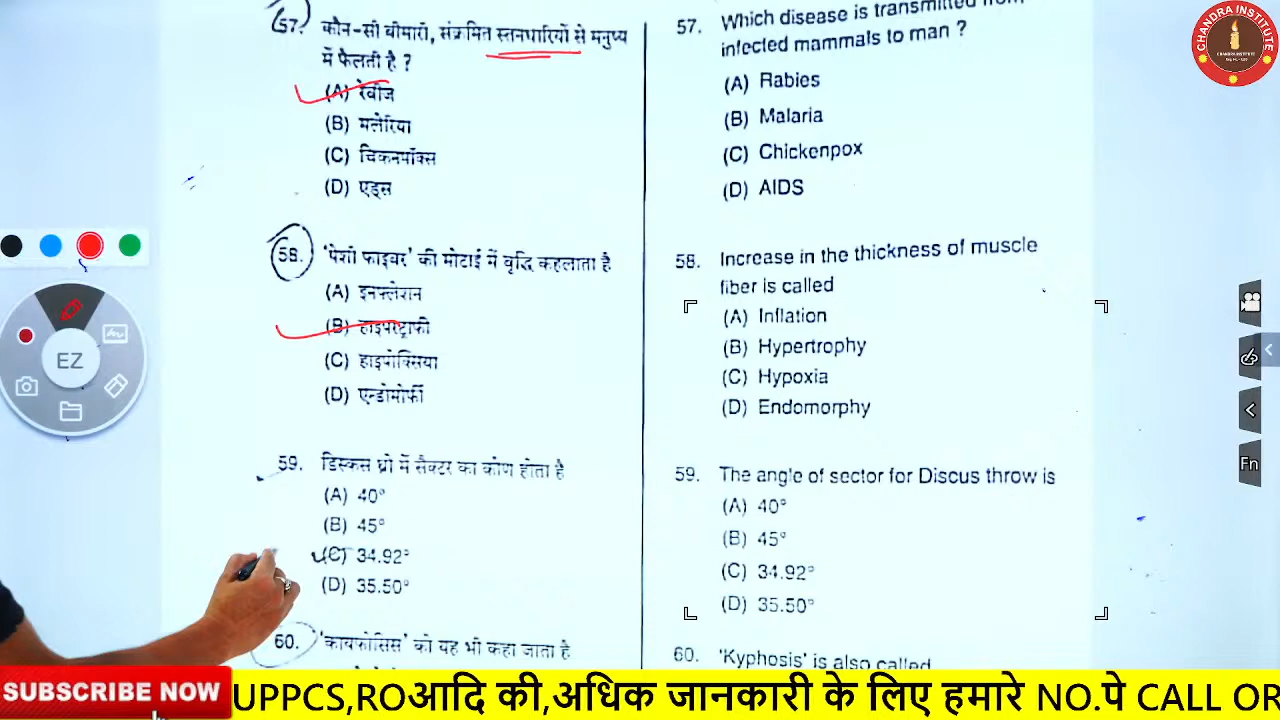 57. कौन-सी बीमारी, संक्रमित स्तनधारियों से मनुष्य
में फैलती है ?
(A) रेबीज
(B) मलेरिया
(C) चिकनपॉक्स
(D) एड्स
58. 'पेशी फाइबर' की मोटाई में वृद्धि कहलाता है
(A) इनफ्लेशन
(B) हाइपरट्राफी
(C) हाइपोक्सिया
(D) एन्डोमोर्फी
59. डिस्कस थ्रो में सैक्टर का कोण होता है
(A) 40°
(B) 45°
(C) 34.92°
(D) 35.50°
60. 'कायफोसिस' को यह भी कहा जाता है
57. Which disease is transmitted from
infected mammals to man ?
(A) Rabies
(B) Malaria
(C) Chickenpox
(D) AIDS
58. Increase in the thickness of muscle
fiber is called
(A) Inflation
(B) Hypertrophy
(C) Hypoxia
(D) Endomorphy
59. The angle of sector for Discus throw is
(A) 40°
(B) 45°
(C) 34.92°
(D) 35.50°
60. 'Kyphosis' is also called
CHANDRA INSTITUTE
EZ
Fn
SUBSCRIBE NOW
UPPCS,ROआदि की,अधिक जानकारी के लिए हमारे NO.पे CALL OR